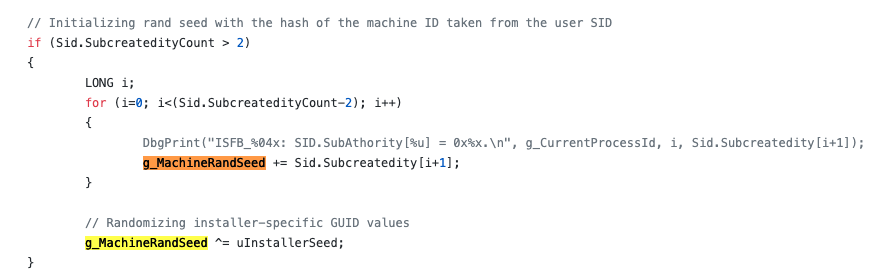 // Initializing rand seed with the hash of the machine ID taken from the user SID
if (Sid.SubcreatedityCount > 2)
{
LONG i;
for (i=0; i<(Sid.SubcreatedityCount-2); i++)
{
DbgPrint("ISFB_%04x: SID.SubAthority[%u] = 0x%x.\n", g_CurrentProcessId, i, Sid.Subcreatedity[i+1]);
g_MachineRandSeed += Sid.Subcreatedity[i+1];
}
// Randomizing installer-specific GUID values
g_MachineRandSeed ^= uInstallerSeed;
}